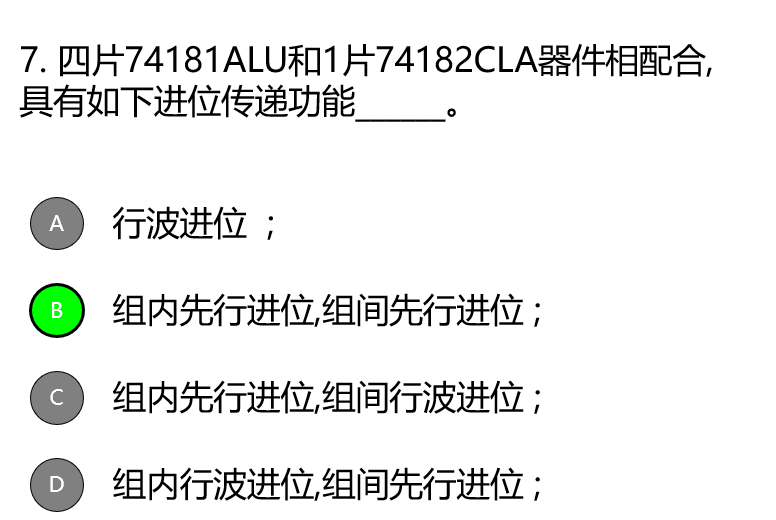 7. 四片74181ALU和1片74182CLA器件相配合,
具有如下进位传递功能______。
A 行波进位 ；
B 组内先行进位,组间先行进位 ;
C 组内先行进位,组间行波进位 ;
D 组内行波进位,组间先行进位 ;